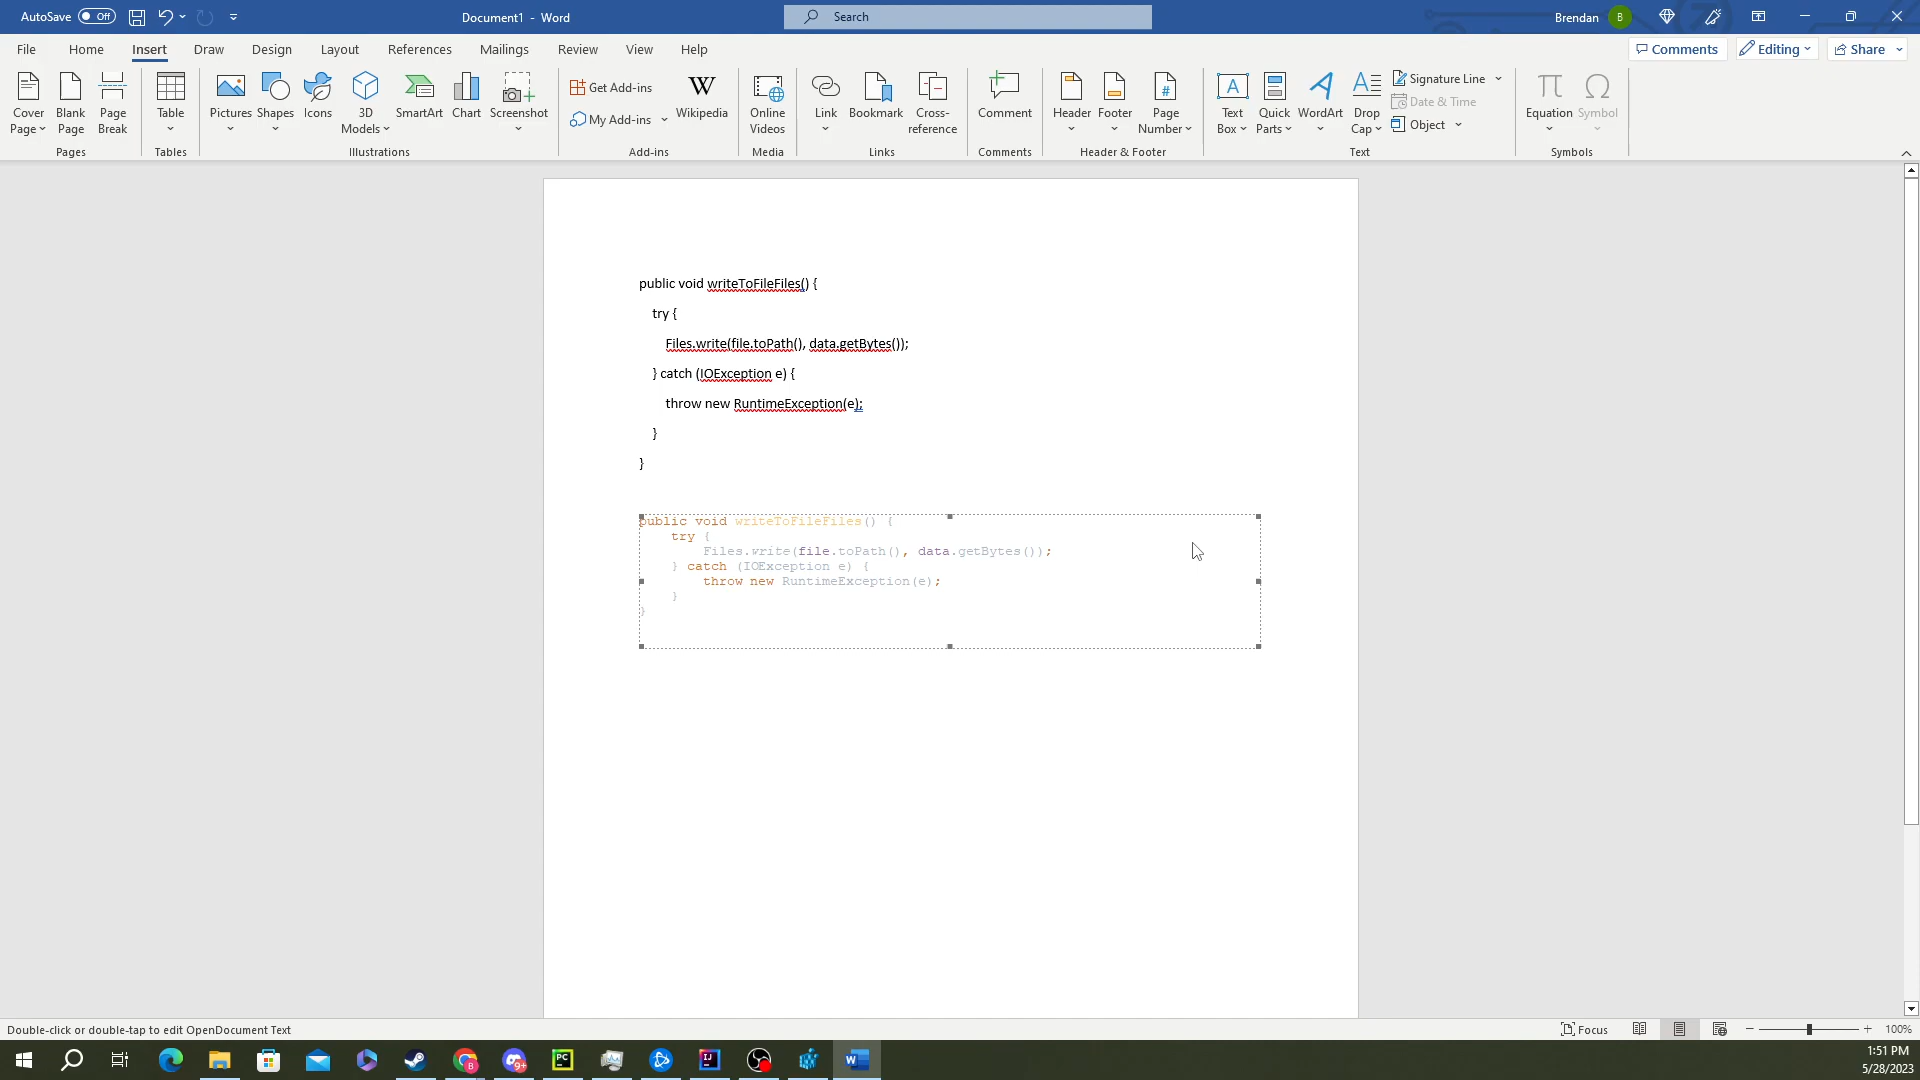 AutoSave Off Document1 - Word Search Brendan B
File Home Insert Draw Design Layout References Mailings Review View Help Comments Editing Share
Cover Page
Blank Page
Page Break
Pages
Table
Tables
Pictures
Shapes
Icons
3D Models
SmartArt
Chart
Screenshot
Illustrations
Get Add-ins
My Add-ins
W
Wikipedia
Add-ins
Online Videos
Media
Link
Bookmark
Cross-reference
Links
Comment
Comments
Header
Footer
# Page Number
Header & Footer
A Text Box
Quick Parts
WordArt
Drop Cap
Signature Line
Date & Time
Object
Text
Equation
Symbol
Symbols
public void writeToFileFiles() {
try {
Files.write(file.toPath(), data.getBytes());
} catch (IOException e) {
throw new RuntimeException(e);
}
}
public void writeToFileFiles() {
try {
Files.write(file.toPath(), data.getBytes());
} catch (IOException e) {
throw new RuntimeException(e);
}
}
Double-click or double-tap to edit OpenDocument Text
Focus
100%
PC
9+
IJ
1:51 PM
5/28/2023